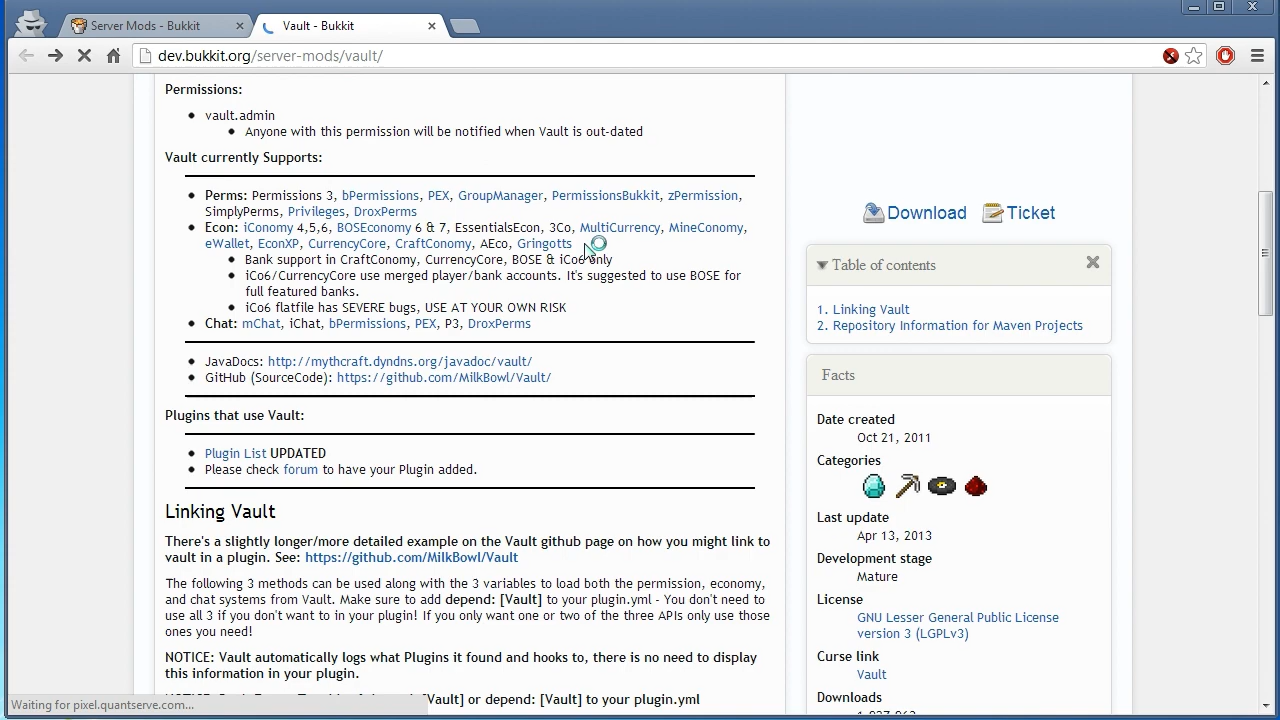 Server Mods - Bukkit
Vault - Bukkit
dev.bukkit.org/server-mods/vault/
Permissions:
vault.admin
Anyone with this permission will be notified when Vault is out-dated
Vault currently Supports:
Perms: Permissions 3, bPermissions, PEX, GroupManager, PermissionsBukkit, zPermission,
SimplyPerms, Privileges, DroxPerms
Econ: iConomy 4,5,6, BOSEconomy 6 & 7, EssentialsEcon, 3Co, MultiCurrency, MineConomy,
eWallet, EconXP, CurrencyCore, CraftConomy, AEco, Gringotts
Bank support in CraftConomy, CurrencyCore, BOSE & iCo6 only
iCo6/CurrencyCore use merged player/bank accounts. It's suggested to use BOSE for
full featured banks.
iCo6 flatfile has SEVERE bugs, USE AT YOUR OWN RISK
Chat: mChat, iChat, bPermissions, PEX, P3, DroxPerms
JavaDocs: http://mythcraft.dyndns.org/javadoc/vault/
GitHub (SourceCode): https://github.com/MilkBowl/Vault/
Plugins that use Vault:
Plugin List UPDATED
Please check forum to have your Plugin added.
Linking Vault
There's a slightly longer/more detailed example on the Vault github page on how you might link to
vault in a plugin. See: https://github.com/MilkBowl/Vault
The following 3 methods can be used along with the 3 variables to load both the permission, economy,
and chat systems from Vault. Make sure to add depend: [Vault] to your plugin.yml - You don't need to
use all 3 if you don't want to in your plugin! If you only want one or two of the three APIs only use those
ones you need!
NOTICE: Vault automatically logs what Plugins it found and hooks to, there is no need to display
this information in your plugin.
[Vault] or depend: [Vault] to your plugin.yml
Download
Ticket
Table of contents
1. Linking Vault
2. Repository Information for Maven Projects
Facts
Date created
Oct 21, 2011
Categories
Last update
Apr 13, 2013
Development stage
Mature
License
GNU Lesser General Public License
version 3 (LGPLv3)
Curse link
Vault
Downloads
Waiting for pixel.quantserve.com...